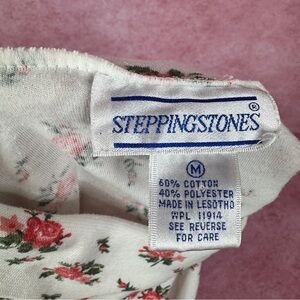 ®
STEPPINGSTONES
M
60% COTTON
40% POLYESTER
MADE IN LESOTHO
WPL 11914
SEE REVERSE
FOR CARE